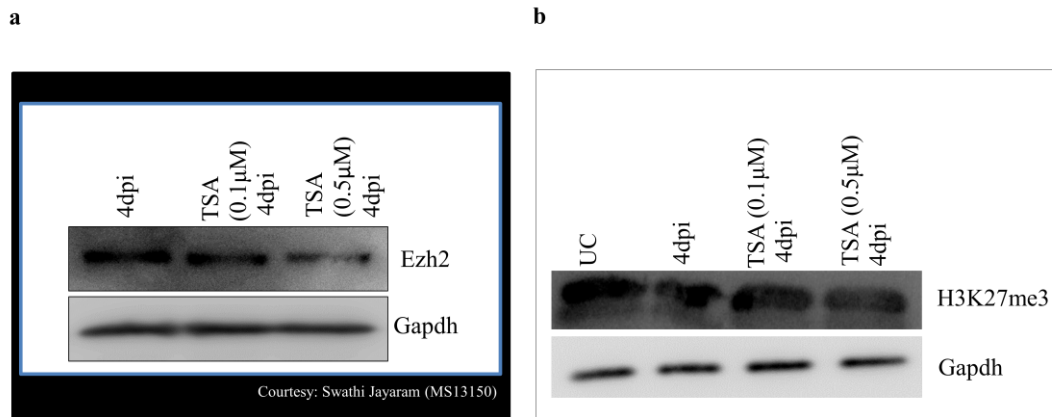 a
b
4dpi
TSA
(0.1µM)
4dpi
TSA
(0.5µM)
4dpi
Ezh2
Gapdh
Courtesy: Swathi Jayaram (MS13150)
UC
4dpi
TSA (0.1µM)
4dpi
TSA (0.5µM)
4dpi
H3K27me3
Gapdh